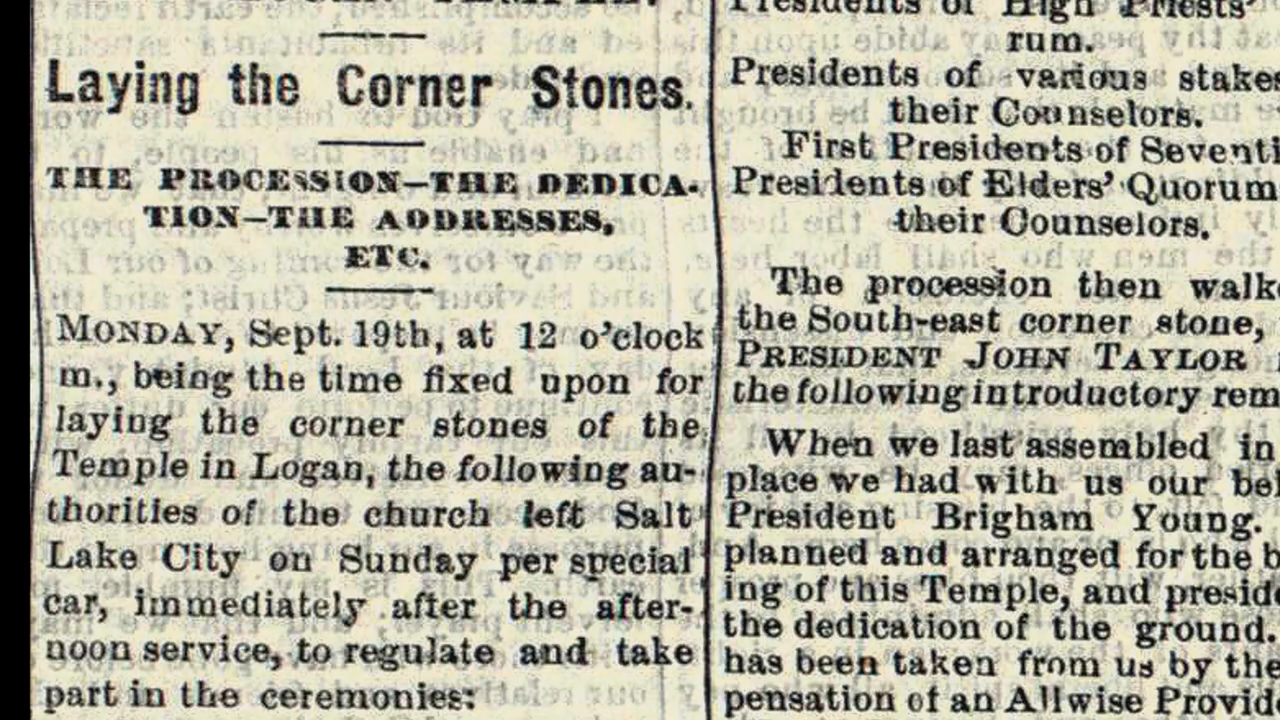 Laying the Corner Stones.
THE PROCESSION—THE DEDICA-
TION—THE ADDRESSES,
ETC.
MONDAY, Sept. 19th, at 12 o'clock
m., being the time fixed upon for
laying the corner stones of the
Temple in Logan, the following au-
thorities of the church left Salt
Lake City on Sunday per special
car, immediately after the after-
noon service, to regulate and take
part in the ceremonies:
Presidents of High Priests'
rum.
Presidents of various stake
their Counselors.
First Presidents of Seventi
Presidents of Elders' Quorum
their Counselors.
The procession then walk
the South-east corner stone,
PRESIDENT JOHN TAYLOR
the following introductory rem
When we last assembled in
place we had with us our be
President Brigham Young.
planned and arranged for the b
ing of this Temple, and preside
the dedication of the ground.
has been taken from us by the
pensation of an Allwise Provid